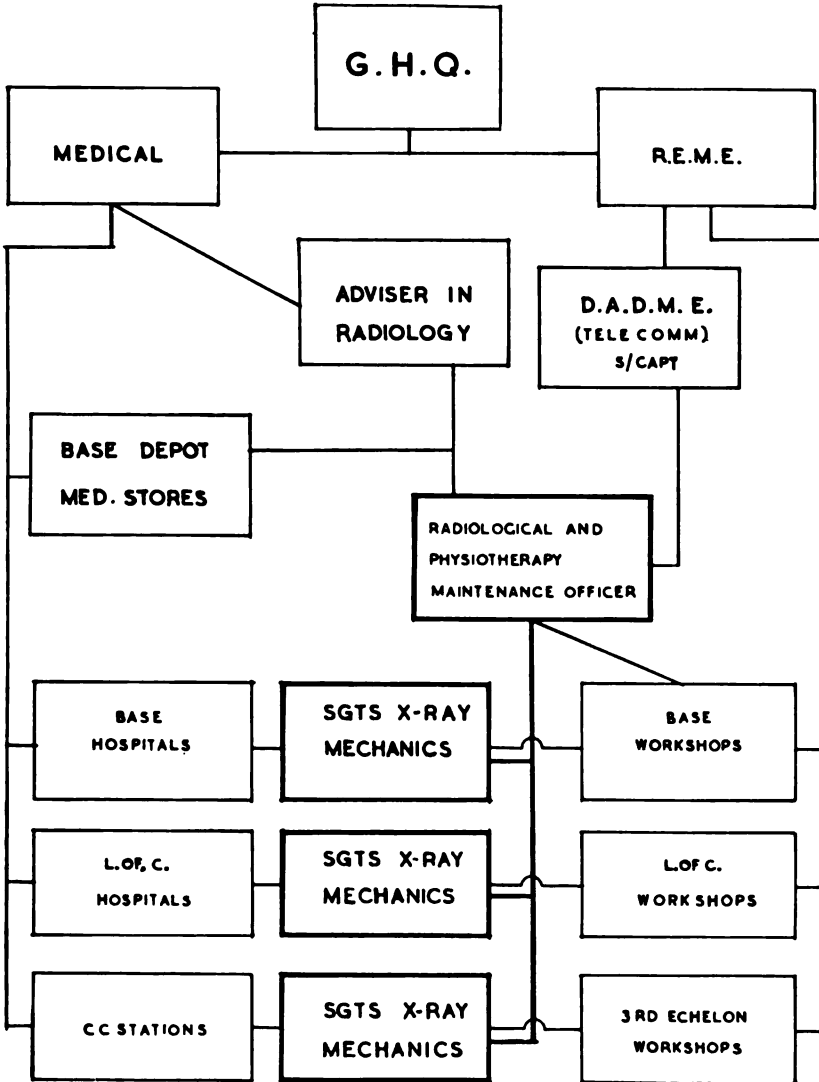 G.H.Q.
MEDICAL
R.E.M.E.
ADVISER IN
RADIOLOGY
D.A.D.M.E.
(TELE COMM)
S/CAPT
BASE DEPOT
MED. STORES
RADIOLOGICAL AND
PHYSIOTHERAPY
MAINTENANCE OFFICER
BASE
HOSPITALS
SGTS X-RAY
MECHANICS
BASE
WORKSHOPS
L.OF.C.
HOSPITALS
SGTS X-RAY
MECHANICS
L.OF C.
WORKSHOPS
CC STATIONS
SGTS X-RAY
MECHANICS
3RD ECHELON
WORKSHOPS